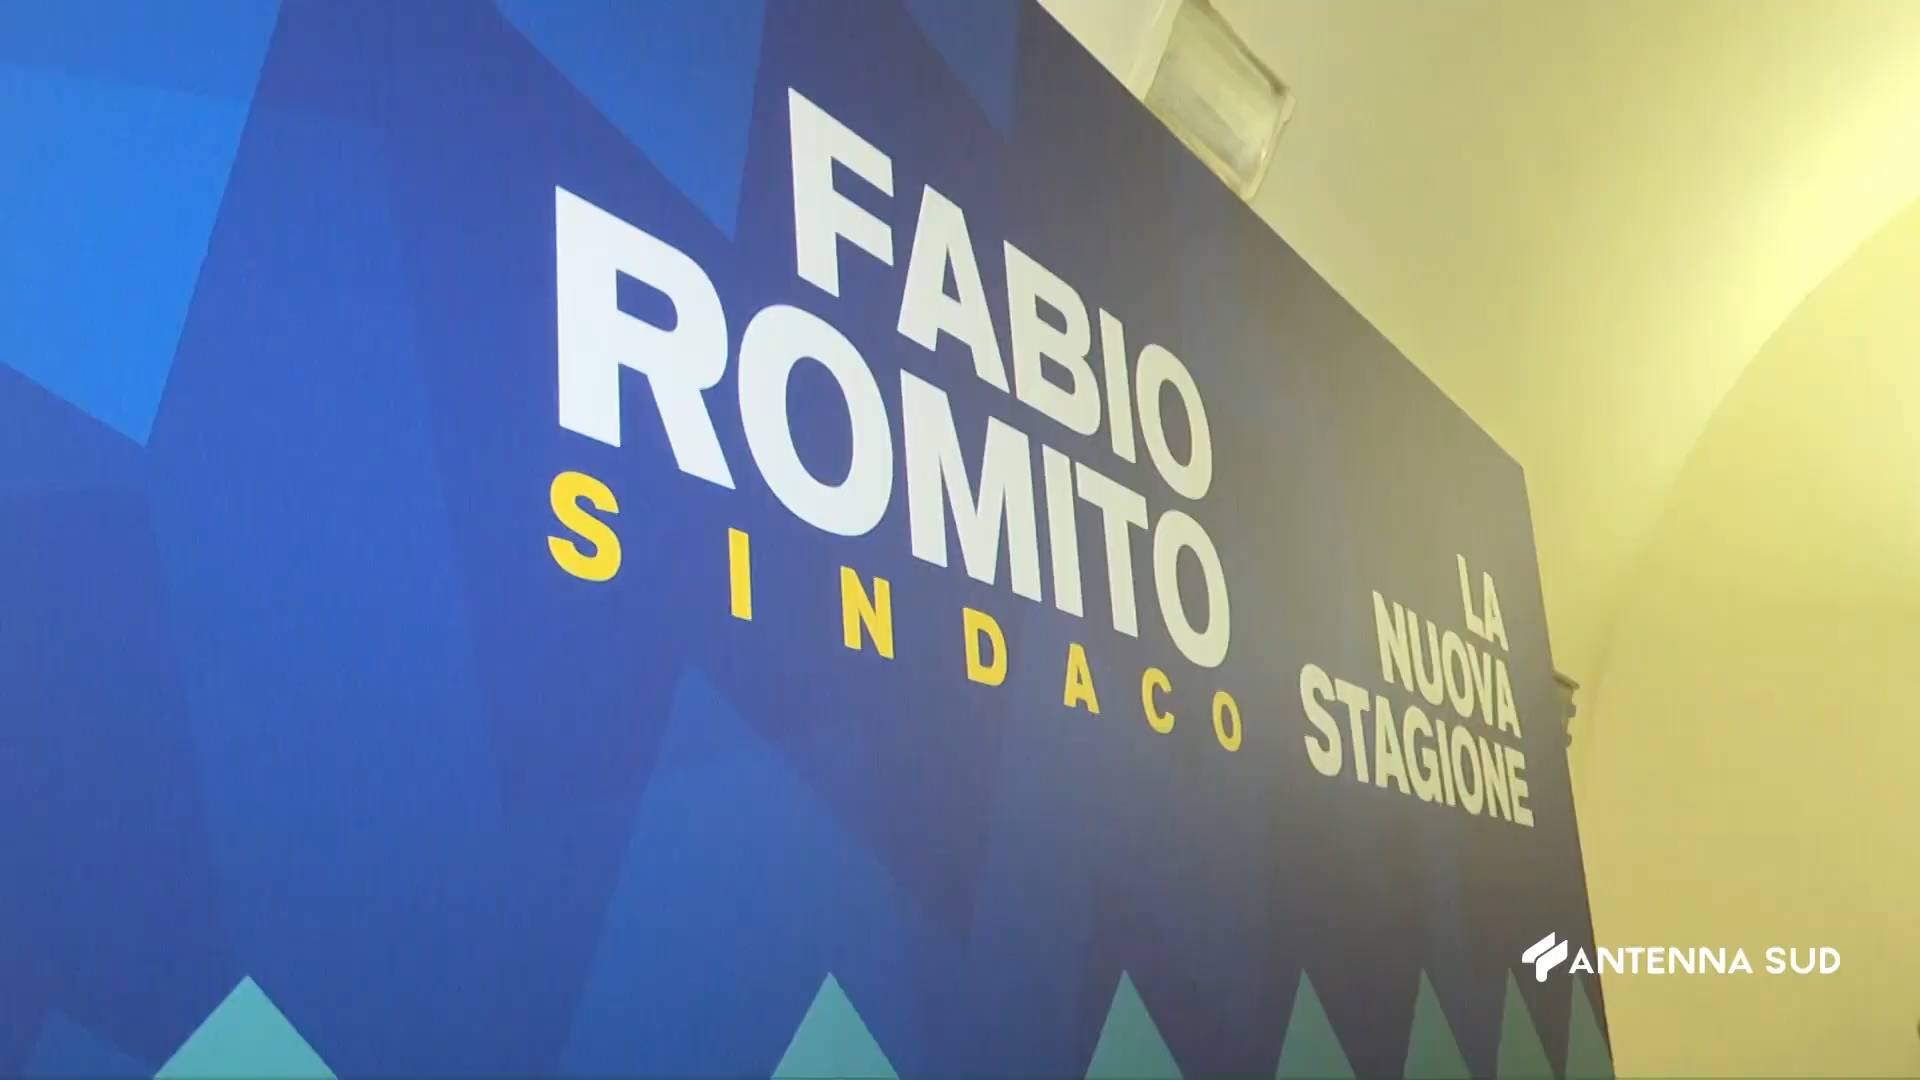 FABIO
ROMITO
SINDACO
LA
NUOVA
STAGIONE
ANTENNA SUD